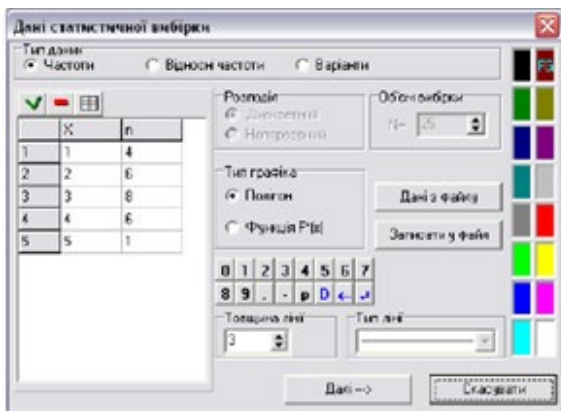 Дані статистичної вибірки
Тип даних
Частоти Відносні частоти Варіанти
X n
1 1 4
2 2 6
3 3 8
4 4 6
5 5 1
Розподіл
Дискретний
Неперервний
Об'єм вибірки
N= 25
Тип графіка
Полігон
Функція F*(x)
Дані з файлу
Записати у файл
0 1 2 3 4 5 6 7
8 9 . - p D ← ↲
Товщина лінії
3
Тип лінії
Далі -->
Скасувати